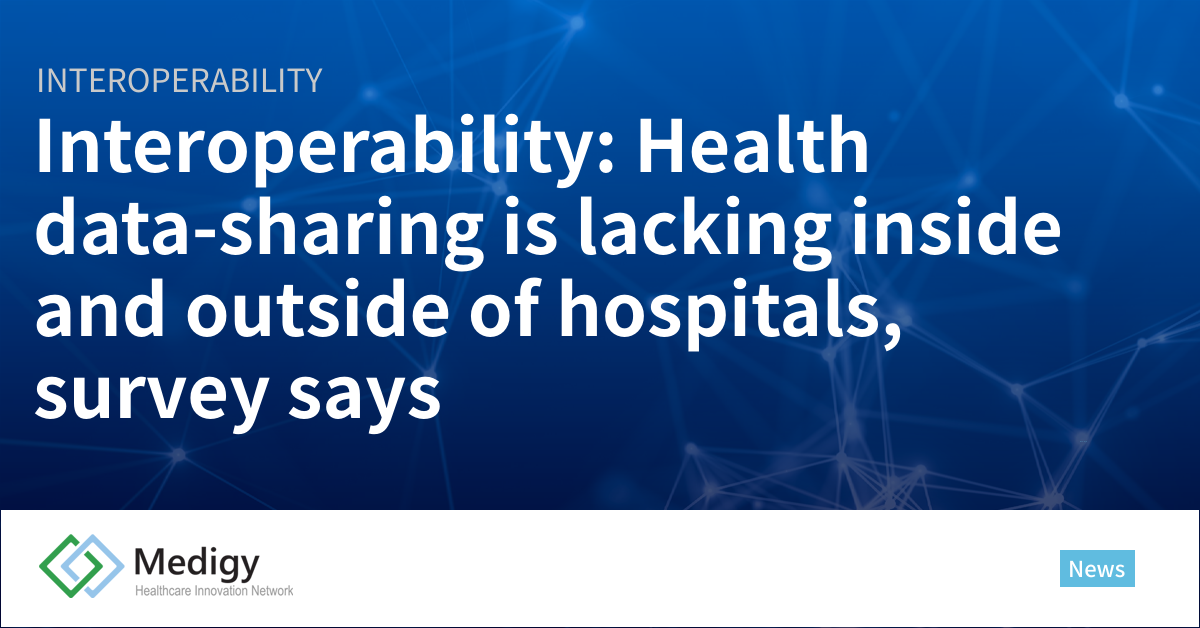 INTEROPERABILITY
Interoperability: Health
data-sharing is lacking inside
and outside of hospitals,
survey says
Medigy
Healthcare Innovation Network
News